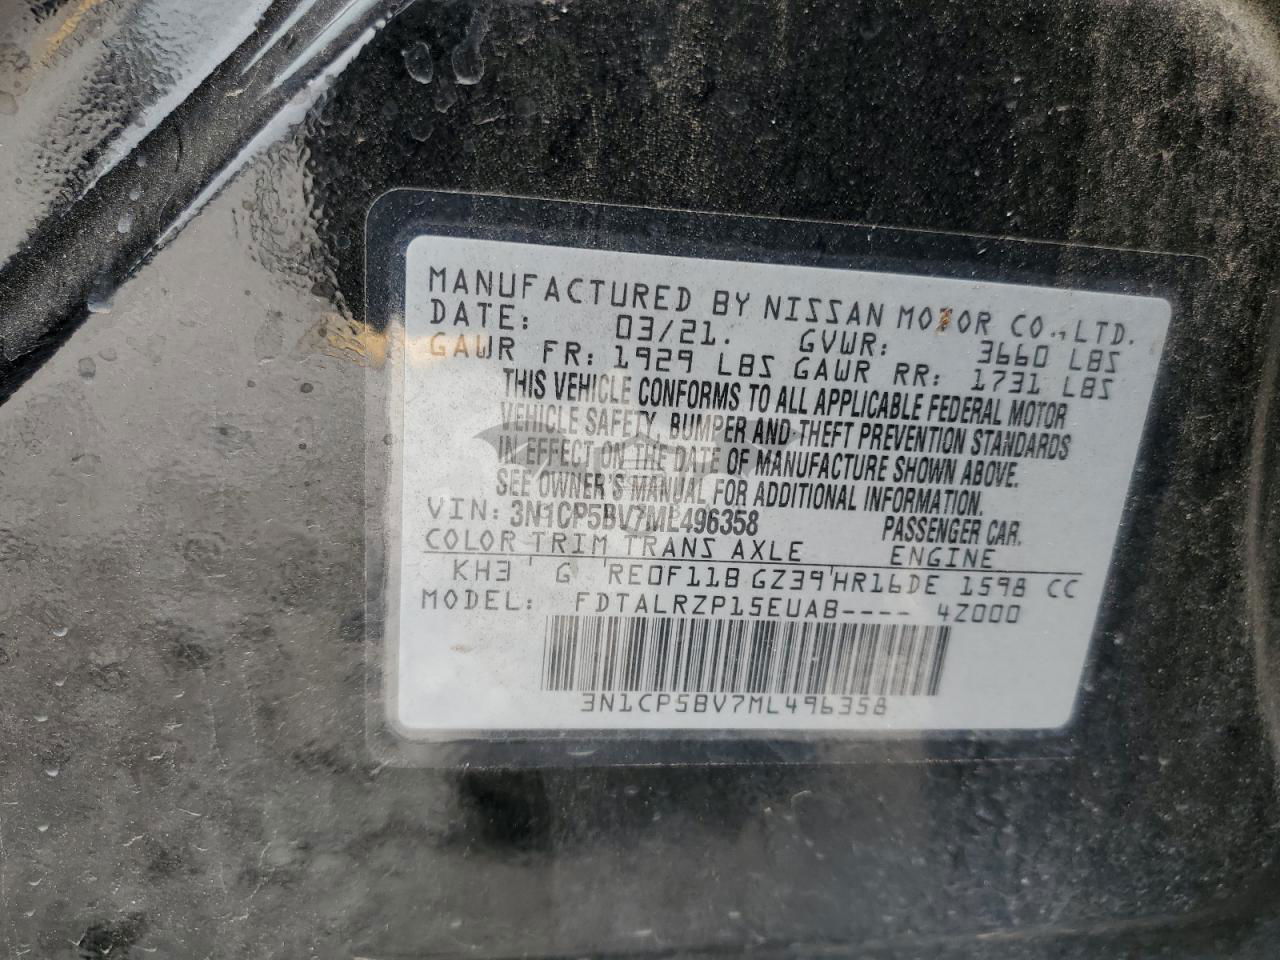 MANUFACTURED BY NISSAN MOTOR CO., LTD.
DATE: 03/21. GVWR: 3660 LBS
GAWR FR: 1929 LBS GAWR RR: 1731 LBS
THIS VEHICLE CONFORMS TO ALL APPLICABLE FEDERAL MOTOR
VEHICLE SAFETY, BUMPER AND THEFT PREVENTION STANDARDS
IN EFFECT ON THE DATE OF MANUFACTURE SHOWN ABOVE.
SEE OWNER'S MANUAL FOR ADDITIONAL INFORMATION.
VIN: 3N1CP5BV7ML496358 PASSENGER CAR.
COLOR TRIM TRANS AXLE ENGINE
KH3 G RE0F11B GZ39 HR16DE 1598 CC
MODEL: FDTALRZP15EUAB---- 4Z000
3N1CP5BV7ML496358